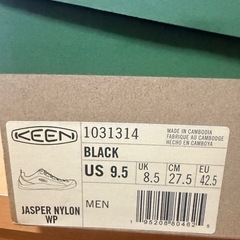 KEEN
1031314
MADE IN CAMBODIA
FABRIQUÉ AU CAMBODGE
HECHO EN CAMBOYA
BLACK
US 9.5
UK 8.5
CM 27.5
EU 42.5
JASPER NYLON
WP
MEN